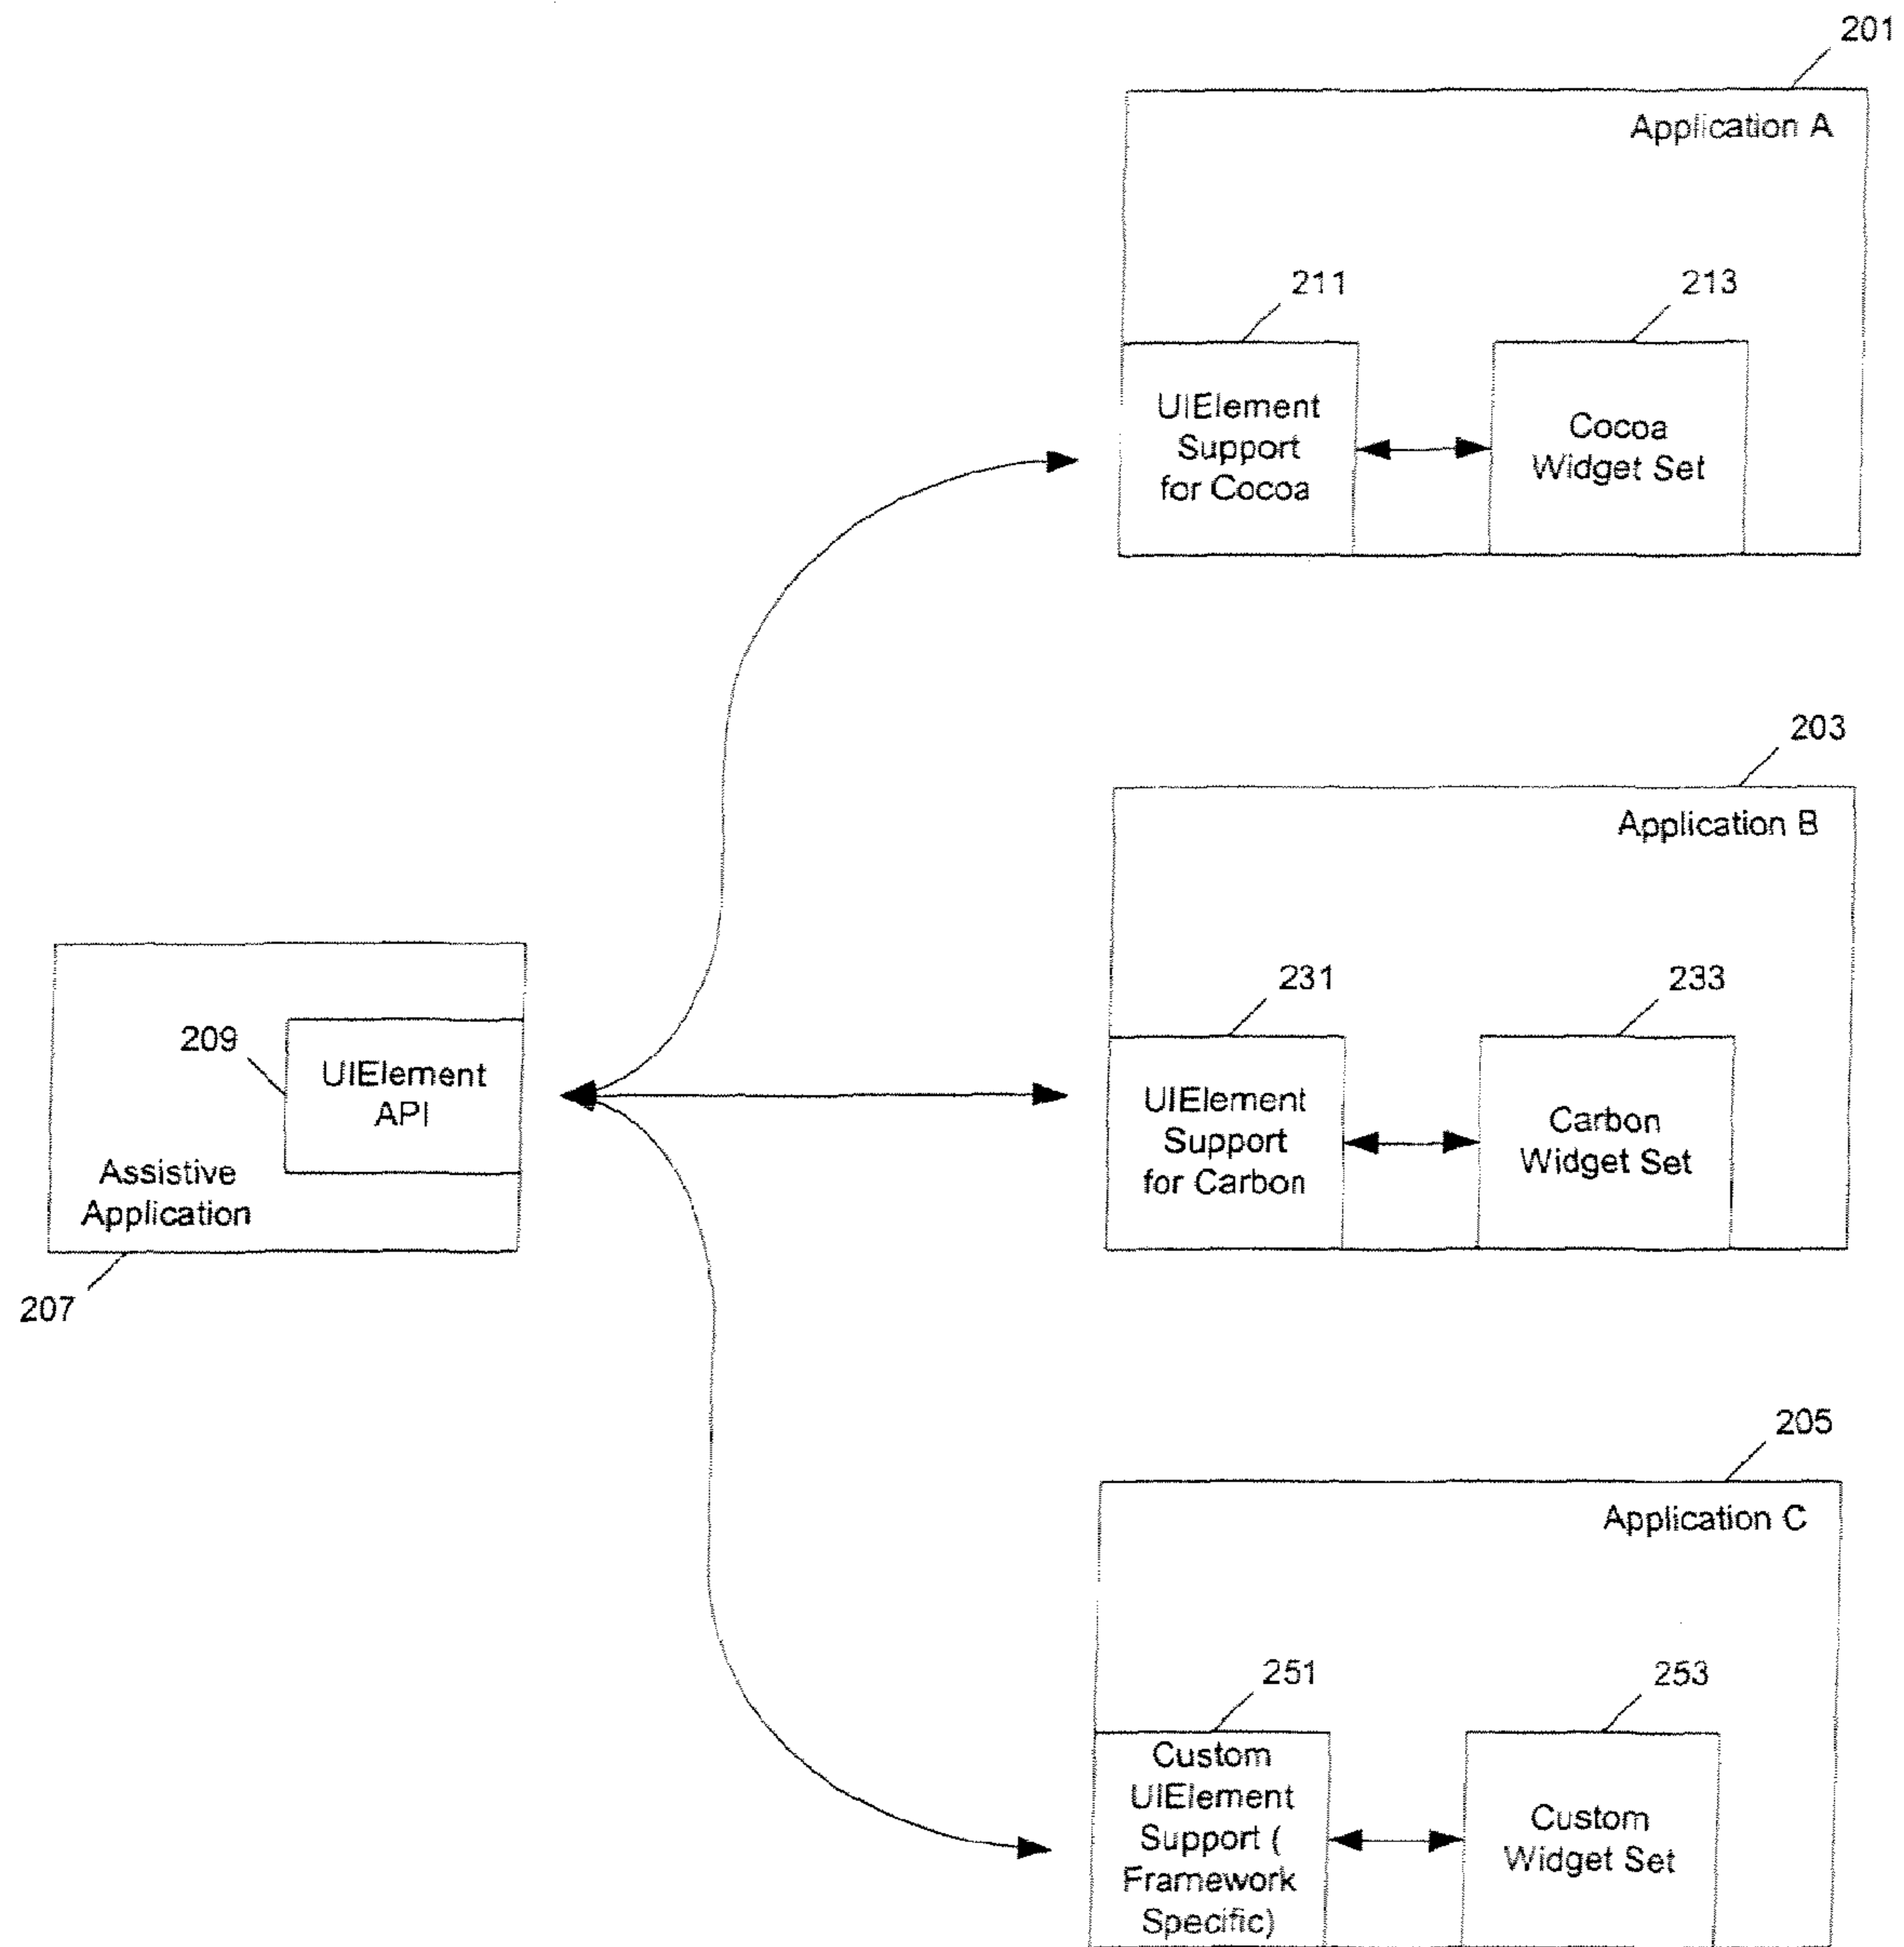 201
Application A
211
213
UIElement
Support
for Cocoa
Cocoa
Widget Set
203
Application B
231
233
UIElement
Support
for Carbon
Carbon
Widget Set
209
UIElement
API
Assistive
Application
207
205
Application C
251
253
Custom
UIElement
Support (
Framework
Specific)
Custom
Widget Set